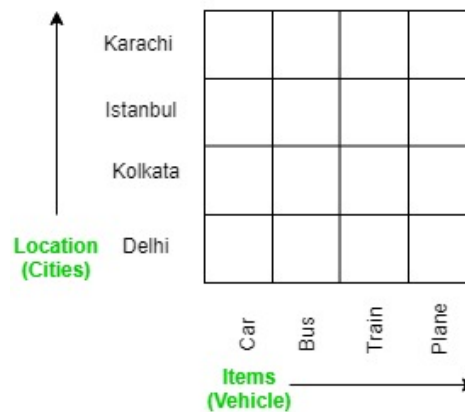 Karachi
Istanbul
Kolkata
Location
(Cities)
Delhi
Car
Bus
Train
Plane
Items
(Vehicle)